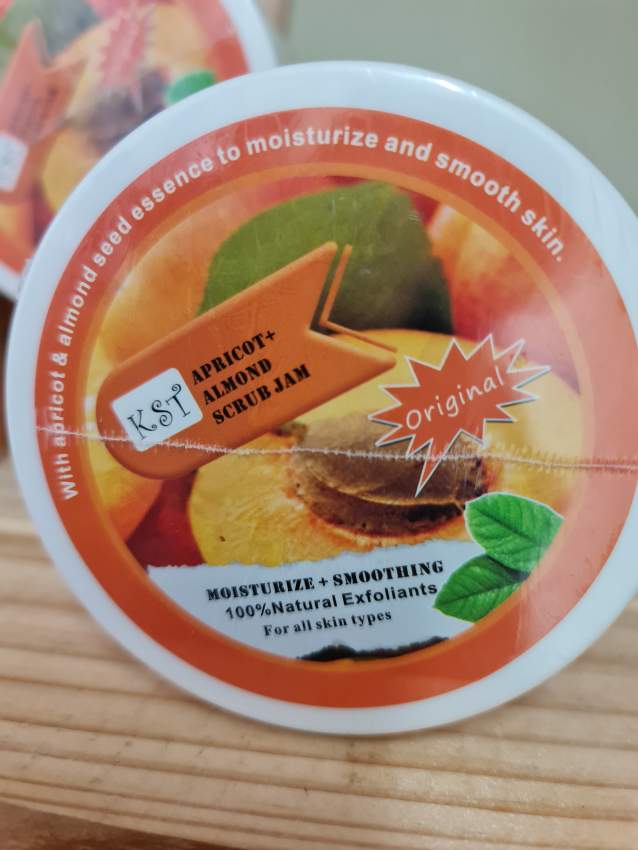 With apricot & almond seed essence to moisturize and smooth skin.
KST
APRICOT+
ALMOND
SCRUB JAM
Original
MOISTURIZE + SMOOTHING
100%Natural Exfoliants
For all skin types